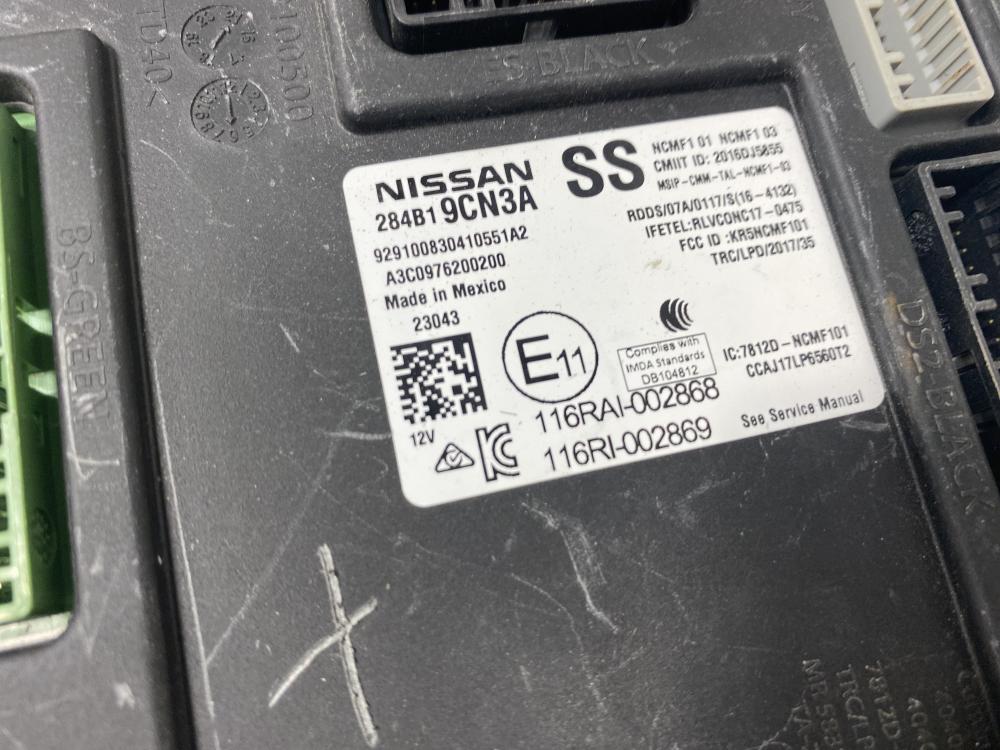 100500
TD40<
ES BLACK
BS-GREEN
DS2-BLACK
NISSAN
284B1 9CN3A
SS
929100830410551A2
A3C0976200200
Made in Mexico
23043
12V
NCMF1 01 NCMF1 03
CMIIT ID: 2016DJ5855
MSIP-CMM-TAL-NCMF1-03
RDDS/07A/0117/S(16-4132)
IFETEL:RLVCONC17-0475
FCC ID :KR5NCMF101
TRC/LPD/2017/35
E11
Complies with
IMDA Standards
DB104812
IC:7812D-NCMF101
CCAJ17LP6560T2
116RAI-002868
116RI-002869
See Service Manual